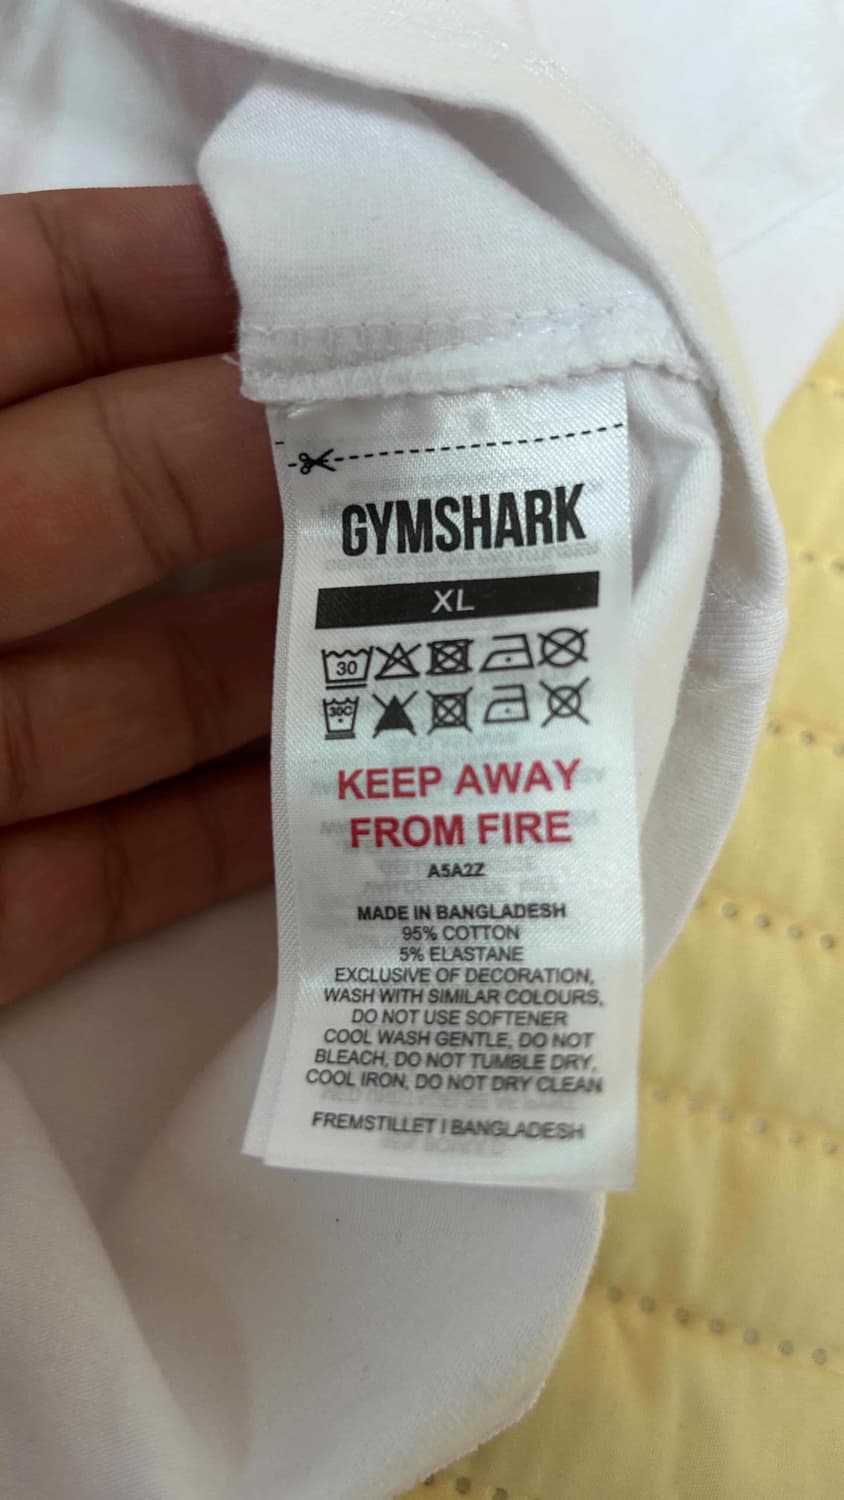 GYMSHARK
XL
30
30C
KEEP AWAY
FROM FIRE
A5A2Z
MADE IN BANGLADESH
95% COTTON
5% ELASTANE
EXCLUSIVE OF DECORATION,
WASH WITH SIMILAR COLOURS,
DO NOT USE SOFTENER
COOL WASH GENTLE, DO NOT
BLEACH, DO NOT TUMBLE DRY,
COOL IRON, DO NOT DRY CLEAN
FREMSTILLET I BANGLADESH